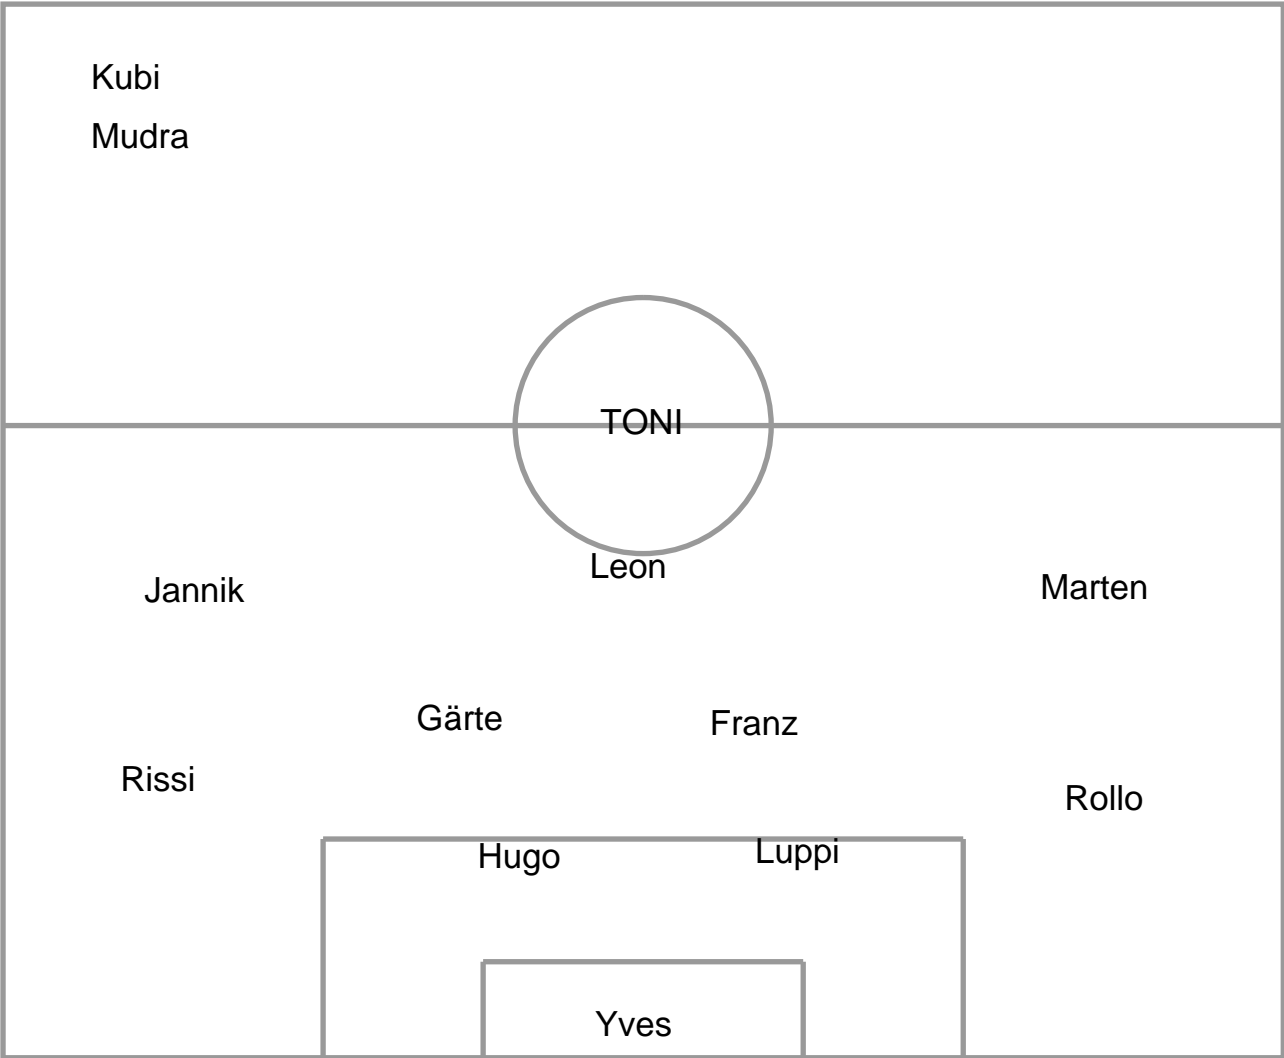 Kubi
Mudra
TONI
Leon
Jannik
Marten
Gärte
Franz
Rissi
Rollo
Hugo
Luppi
Yves